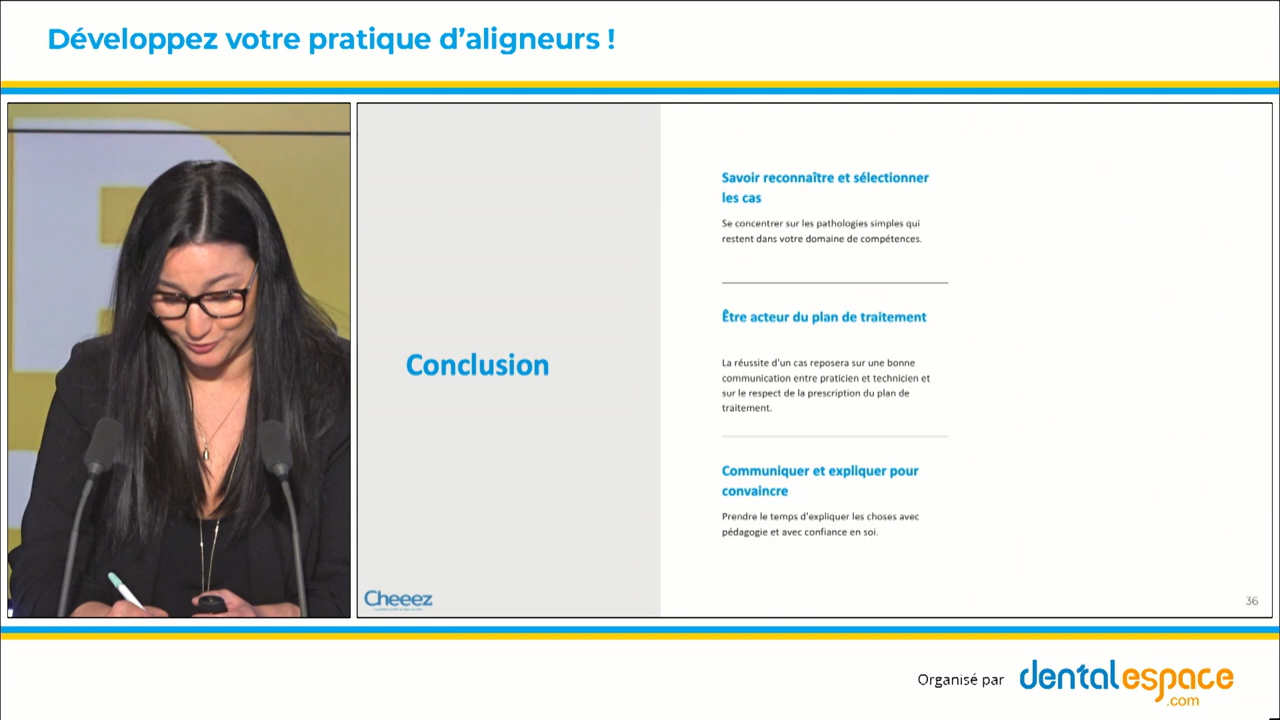 Développez votre pratique d’aligneurs !
Conclusion
Savoir reconnaître et sélectionner
les cas
Se concentrer sur les pathologies simples qui
restent dans votre domaine de compétences.
Être acteur du plan de traitement
La réussite d'un cas reposera sur une bonne
communication entre praticien et technicien et
sur le respect de la prescription du plan de
traitement.
Communiquer et expliquer pour
convaincre
Prendre le temps d'expliquer les choses avec
pédagogie et avec confiance en soi.
Cheeez
36
Organisé par
dentalespace
.com